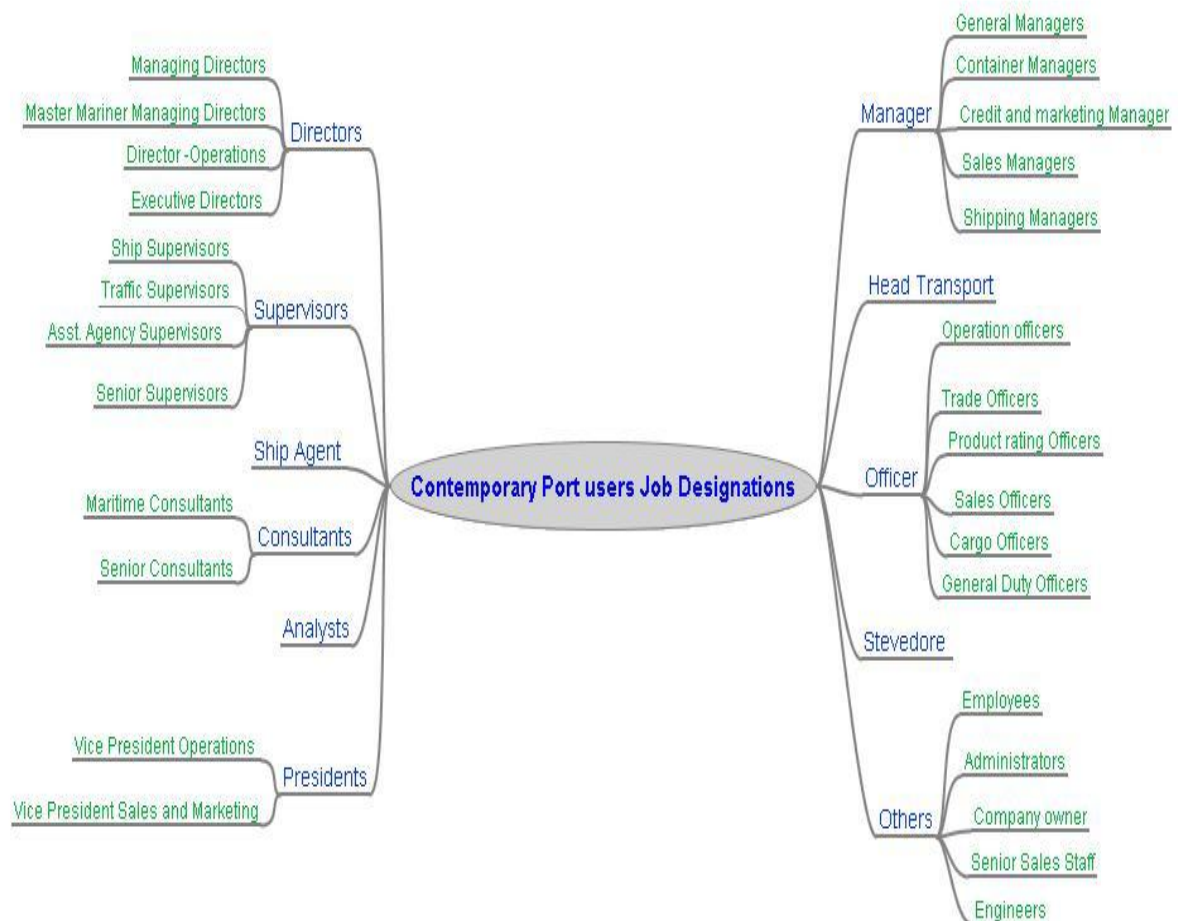 Contemporary Port users Job Designations
Directors
Managing Directors
Master Mariner Managing Directors
Director -Operations
Executive Directors
Supervisors
Ship Supervisors
Traffic Supervisors
Asst. Agency Supervisors
Senior Supervisors
Ship Agent
Consultants
Maritime Consultants
Senior Consultants
Analysts
Presidents
Vice President Operations
Vice President Sales and Marketing
Manager
General Managers
Container Managers
Credit and marketing Manager
Sales Managers
Shipping Managers
Head Transport
Officer
Operation officers
Trade Officers
Product rating Officers
Sales Officers
Cargo Officers
General Duty Officers
Stevedore
Others
Employees
Administrators
Company owner
Senior Sales Staff
Engineers